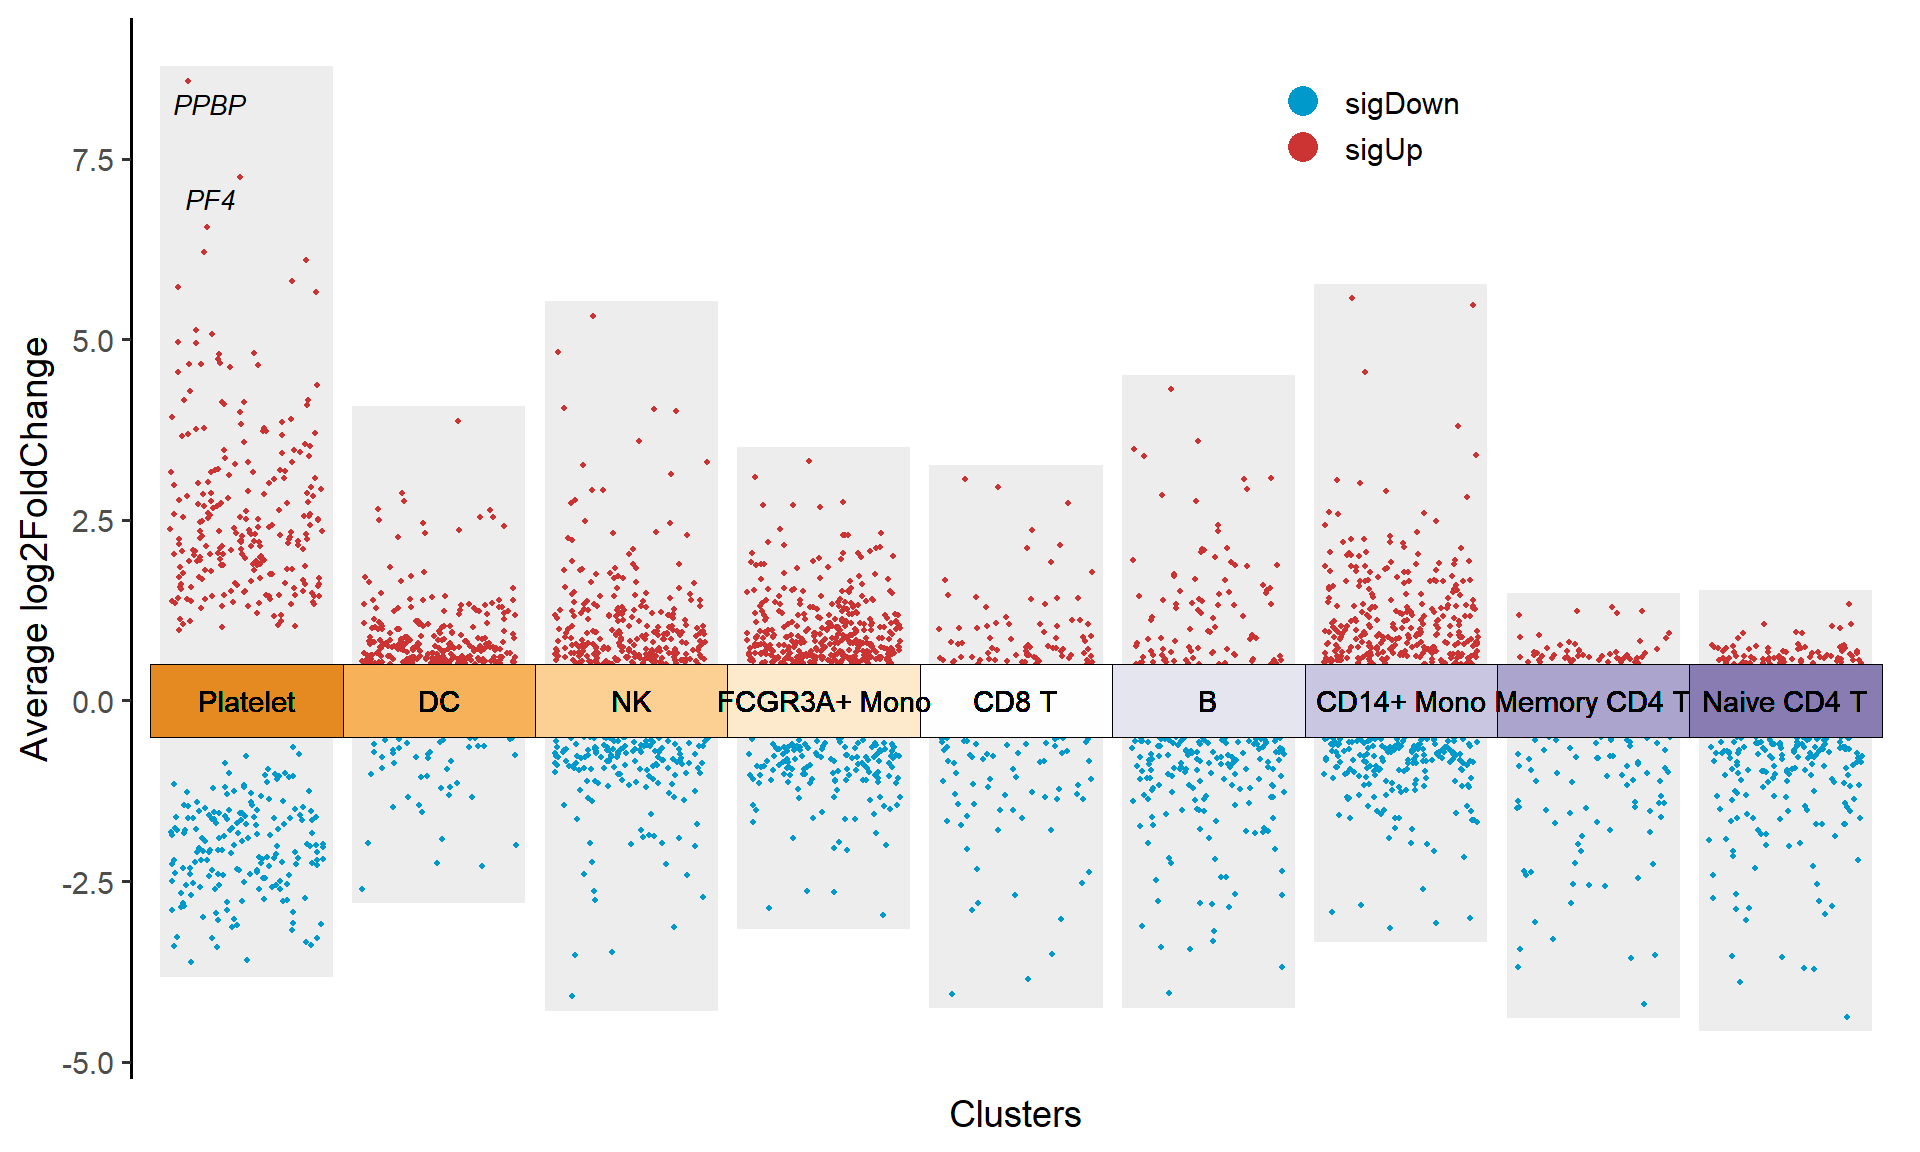 PPBP
sigDown
sigUp
7.5
PF4
5.0
2.5
0.0
-2.5
-5.0
Average log2FoldChange
Platelet
DC
NK
FCGR3A+ Mono
CD8 T
B
CD14+ Mono
Memory CD4 T
Naive CD4 T
Clusters